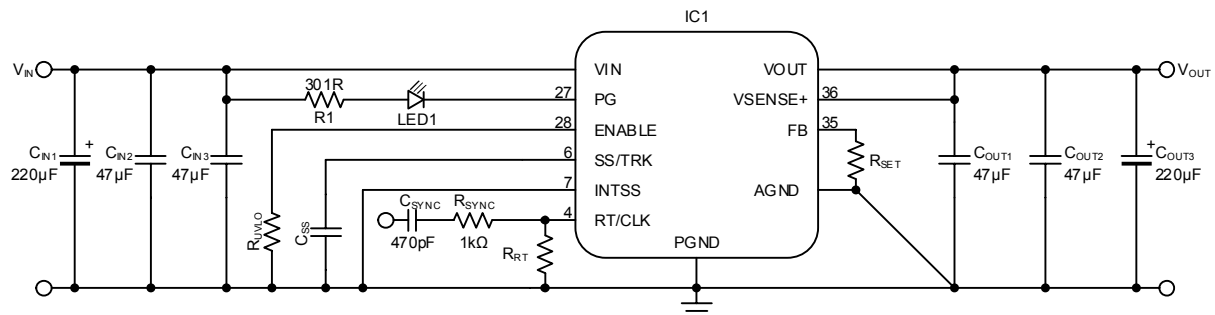 IC1
VIN
VIN
VOUT
VOUT
301R
27
PG
VSENSE+
36
R1
LED1
28
ENABLE
FB
35
CIN1
220µF
+
CIN2
47µF
CIN3
47µF
6
SS/TRK
RSET
COUT1
47µF
COUT2
47µF
+
COUT3
220µF
7
INTSS
AGND
CSYNC
470pF
RSYNC
1kΩ
4
RT/CLK
RUVLO
CSS
RRT
PGND